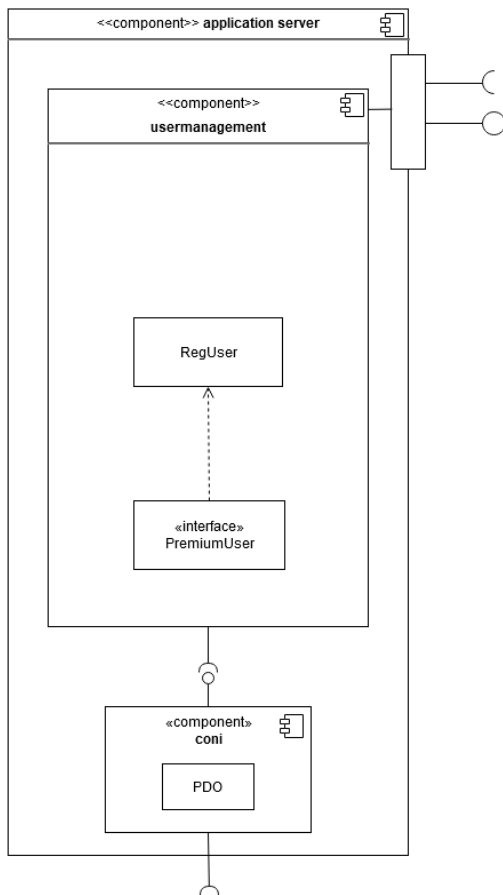 <<component>> application server
<<component>>
usermanagement
RegUser
«interface»
PremiumUser
«component»
coni
PDO